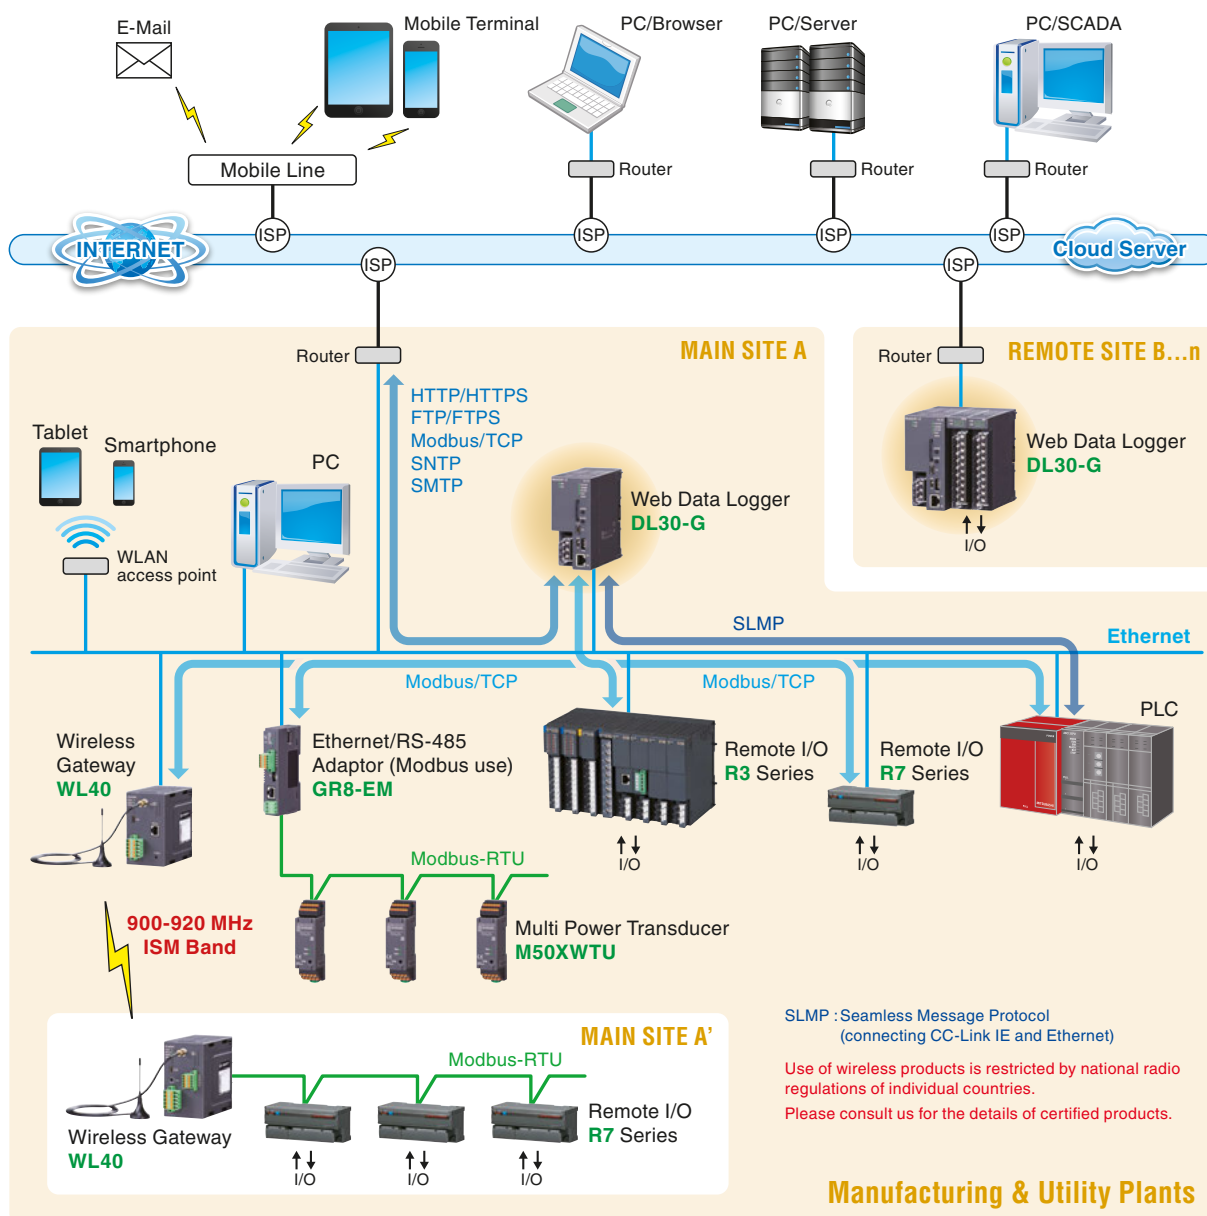 E-Mail
Mobile Terminal
PC/Browser
PC/Server
PC/SCADA
Mobile Line
Router
Router
Router
ISP
ISP
ISP
ISP
INTERNET
Cloud Server
ISP
ISP
MAIN SITE A
REMOTE SITE B...n
Router
Router
HTTP/HTTPS
FTP/FTPS
Modbus/TCP
SNTP
SMTP
Tablet
Smartphone
PC
WLAN
access point
Web Data Logger
DL30-G
Web Data Logger
DL30-G
I/O
SLMP
Ethernet
Modbus/TCP
Modbus/TCP
Wireless
Gateway
WL40
Ethernet/RS-485
Adaptor (Modbus use)
GR8-EM
Remote I/O
R3 Series
Remote I/O
R7 Series
PLC
I/O
I/O
I/O
Modbus-RTU
900-920 MHz
ISM Band
Multi Power Transducer
M50XWTU
MAIN SITE A'
Modbus-RTU
Wireless Gateway
WL40
Remote I/O
R7 Series
I/O
I/O
I/O
SLMP : Seamless Message Protocol
(connecting CC-Link IE and Ethernet)
Use of wireless products is restricted by national radio
regulations of individual countries.
Please consult us for the details of certified products.
Manufacturing & Utility Plants